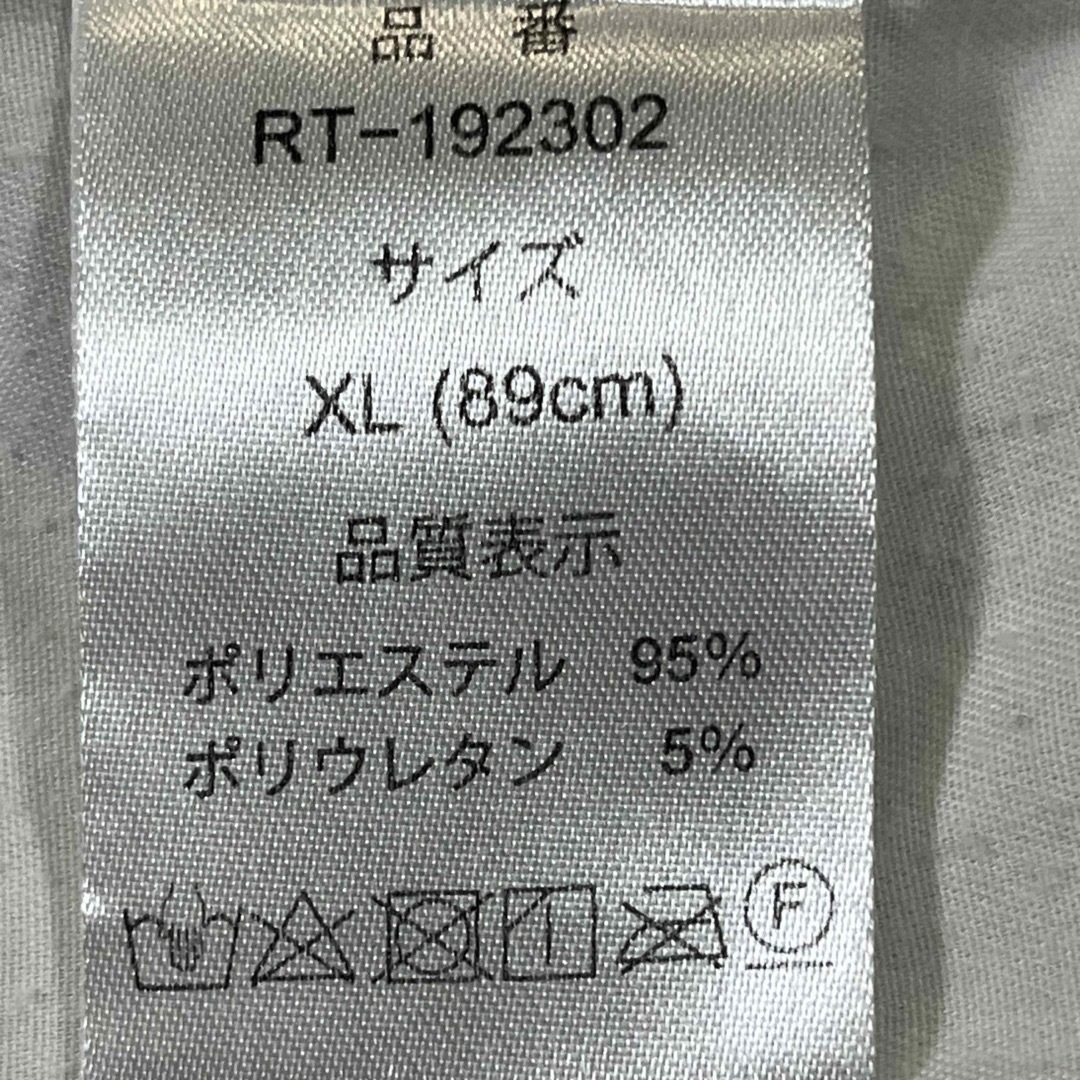 品 番
RT-192302
サイズ
XL (89cm)
品質表示
ポリエステル 95%
ポリウレタン 5%
F